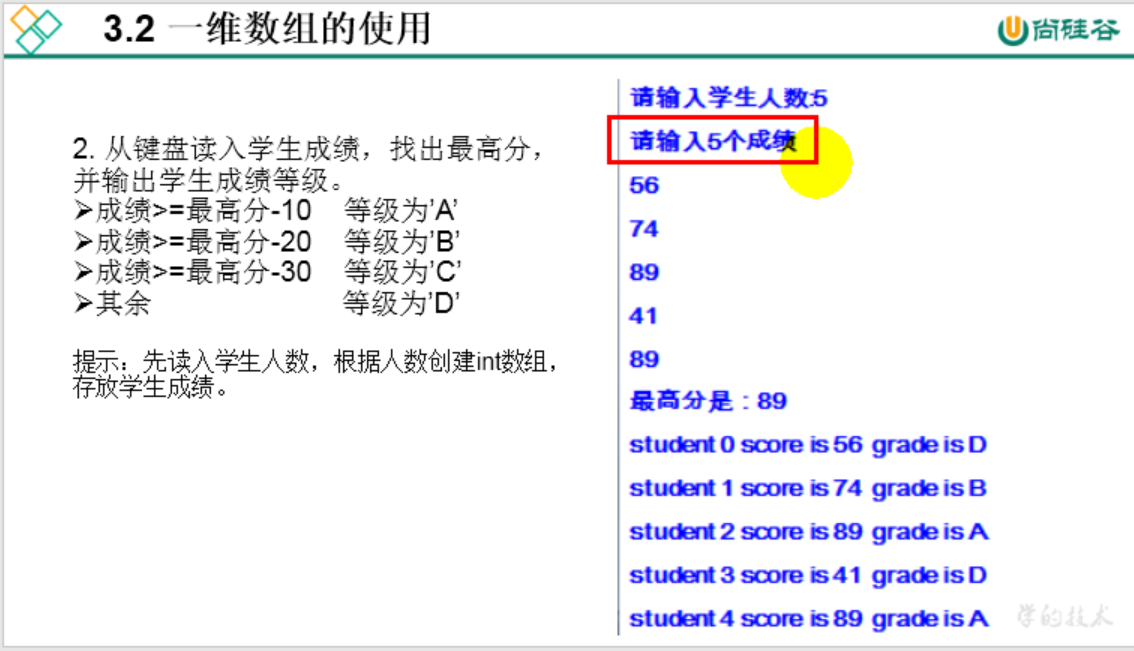 3.2 一维数组的使用
尚硅谷
2. 从键盘读入学生成绩，找出最高分，
并输出学生成绩等级。
➢成绩>=最高分-10 等级为’A’
➢成绩>=最高分-20 等级为’B’
➢成绩>=最高分-30 等级为’C’
➢其余 等级为’D’
提示：先读入学生人数，根据人数创建int数组，
存放学生成绩。
请输入学生人数:5
请输入5个成绩
56
74
89
41
89
最高分是：89
student 0 score is 56 grade is D
student 1 score is 74 grade is B
student 2 score is 89 grade is A
student 3 score is 41 grade is D
student 4 score is 89 grade is A
学的技术